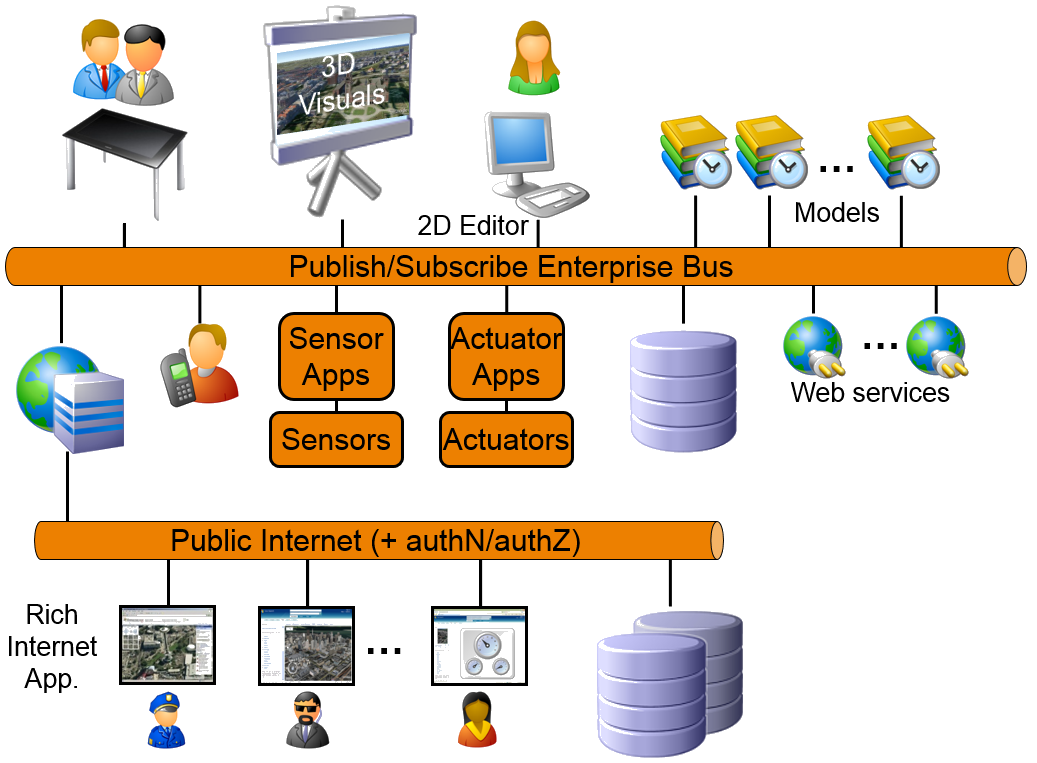 3D
Visuals
2D Editor
...
Models
Publish/Subscribe Enterprise Bus
Sensor
Apps
Actuator
Apps
...
Web services
Sensors
Actuators
Public Internet (+ authN/authZ)
Rich
Internet
App.
...